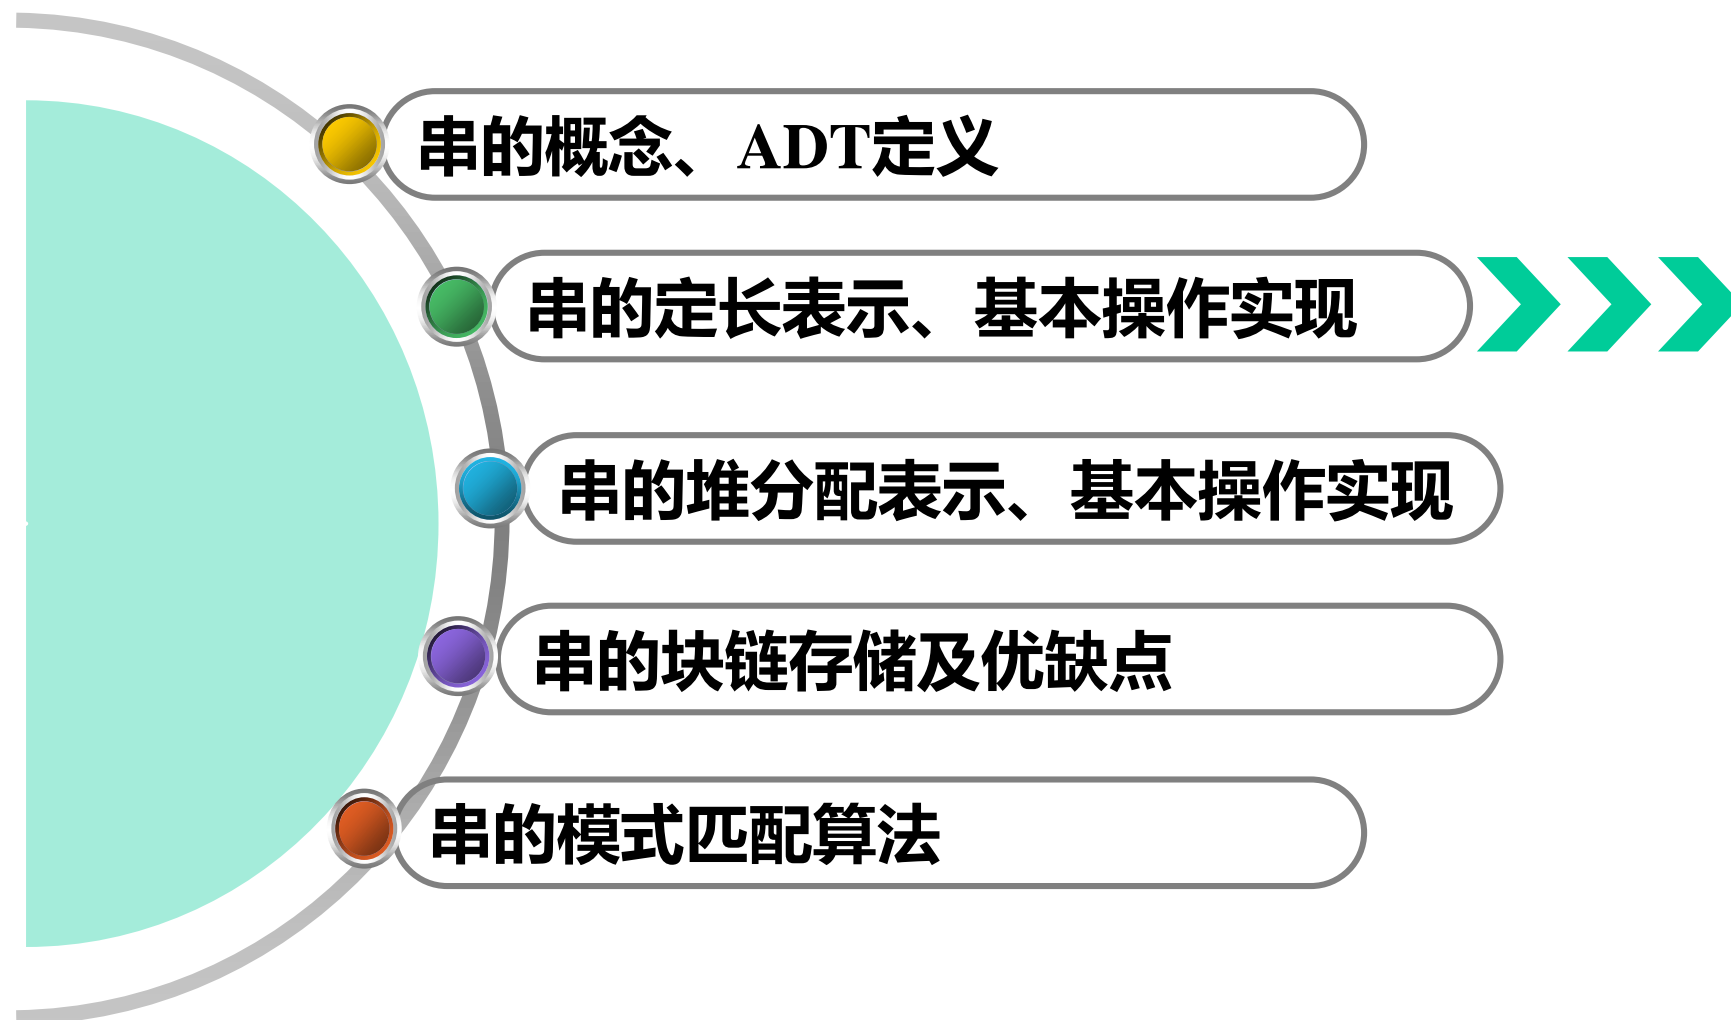 串的概念、ADT定义
串的定长表示、基本操作实现
串的堆分配表示、基本操作实现
串的块链存储及优缺点
串的模式匹配算法